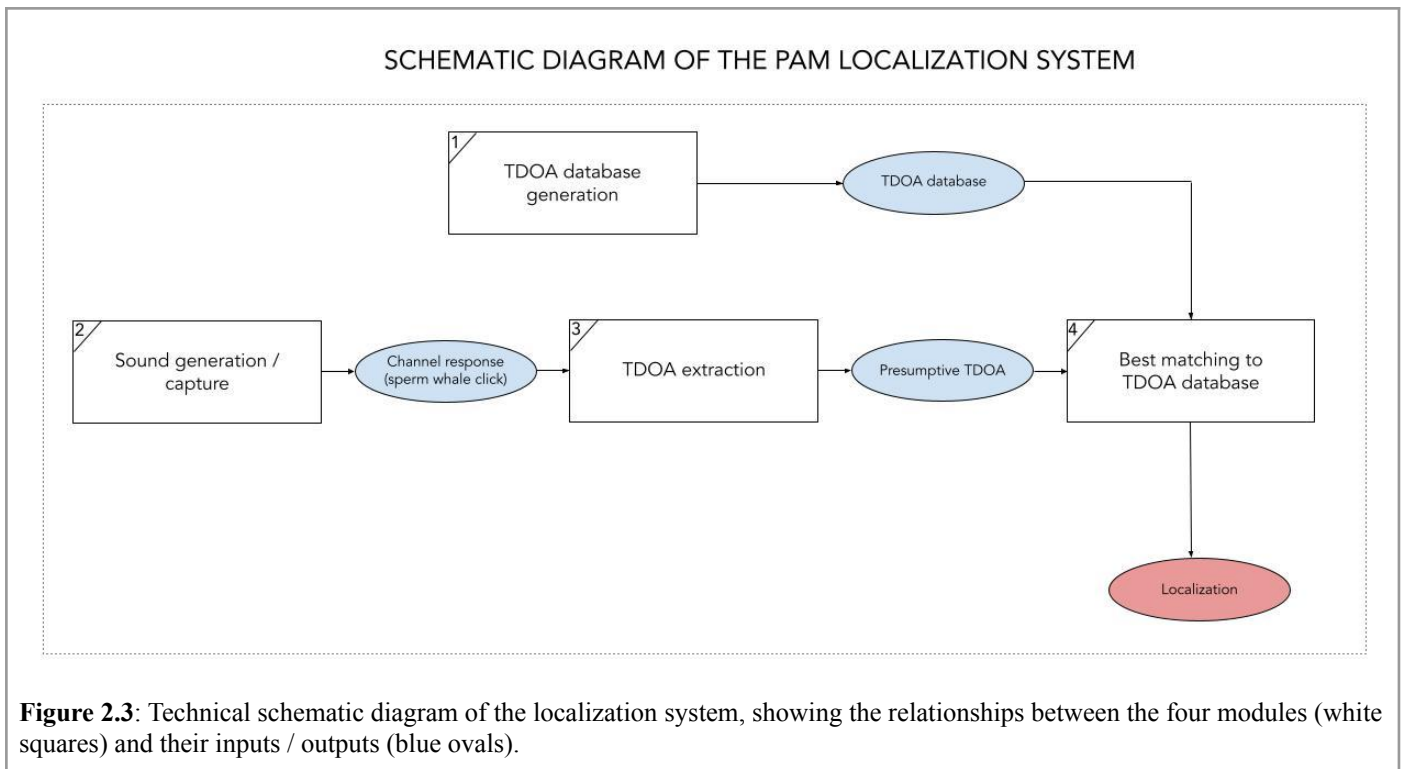 SCHEMATIC DIAGRAM OF THE PAM LOCALIZATION SYSTEM
1
TDOA database
generation
TDOA database
2
Sound generation /
capture
Channel response
(sperm whale click)
3
TDOA extraction
Presumptive TDOA
4
Best matching to
TDOA database
Localization
Figure 2.3: Technical schematic diagram of the localization system, showing the relationships between the four modules (white
squares) and their inputs / outputs (blue ovals).